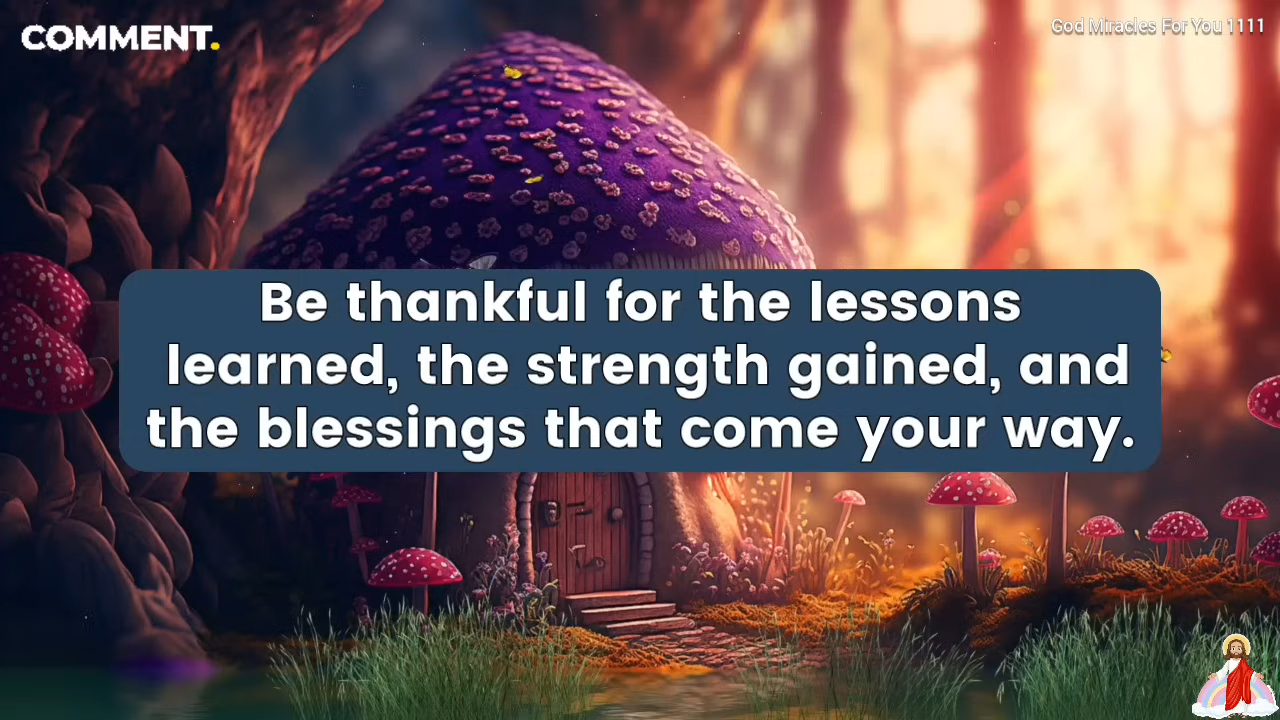 COMMENT.
God Miracles For You 1111
Be thankful for the lessons
learned, the strength gained, and
the blessings that come your way.